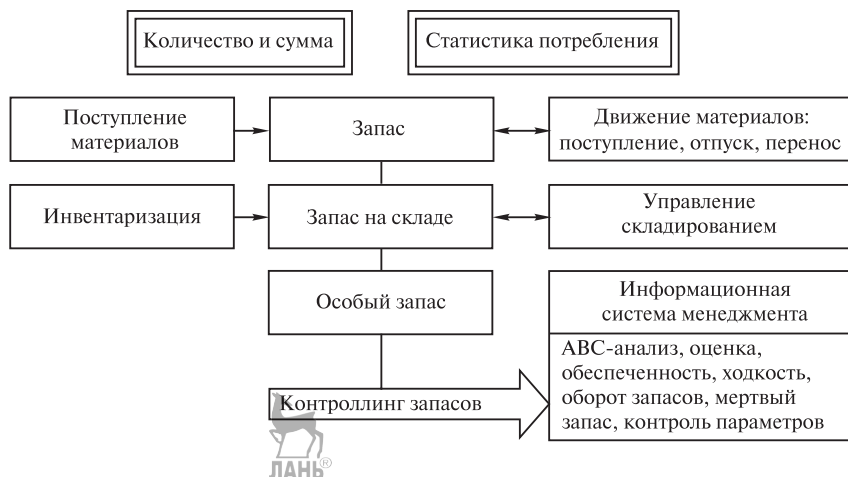 Количество и сумма
Статистика потребления
Поступление
материалов
Запас
Движение материалов:
поступление, отпуск, перенос
Инвентаризация
Запас на складе
Управление
складированием
Особый запас
Информационная
система менеджмента
АВС-анализ, оценка,
обеспеченность, ходкость,
оборот запасов, мертвый
запас, контроль параметров
Контроллинг запасов
ЛАНЬ®